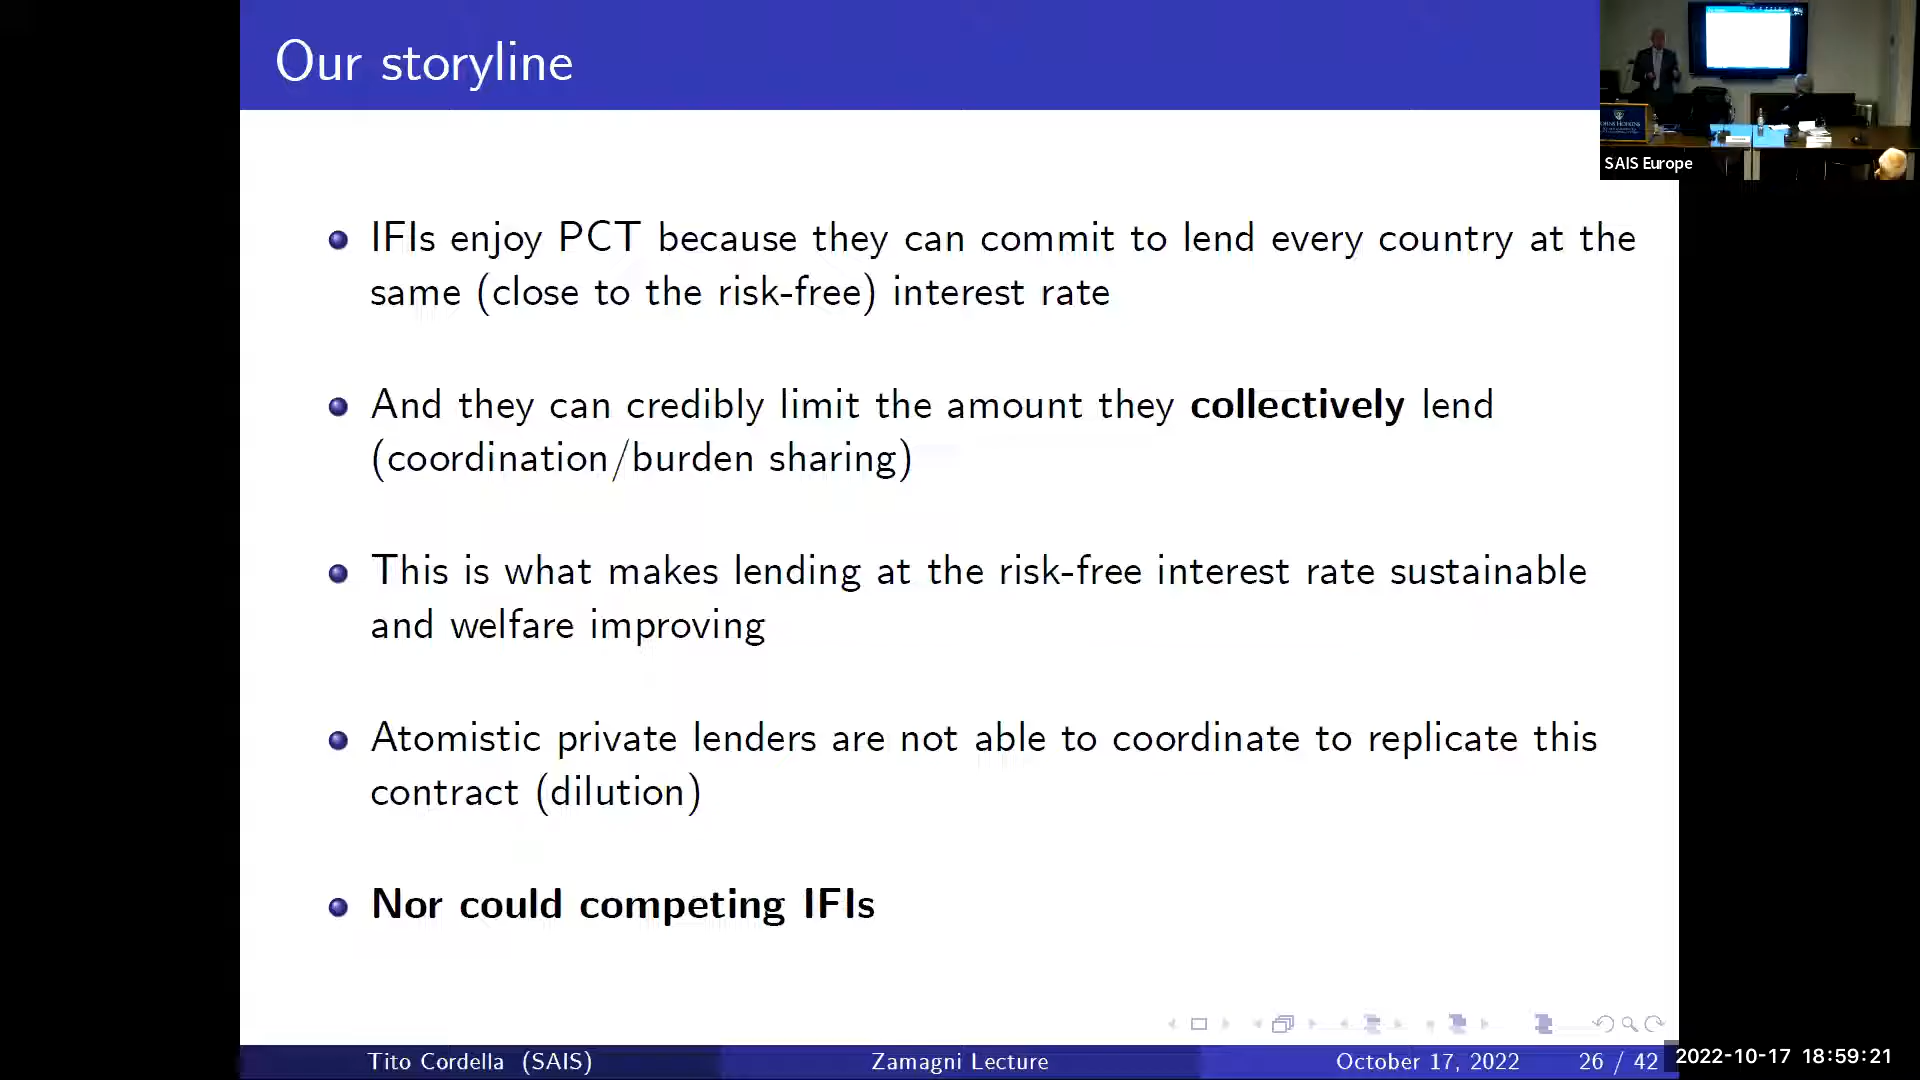 Our storyline
SAIS Europe
IFIs enjoy PCT because they can commit to lend every country at the
same (close to the risk-free) interest rate
And they can credibly limit the amount they collectively lend
(coordination/burden sharing)
This is what makes lending at the risk-free interest rate sustainable
and welfare improving
Atomistic private lenders are not able to coordinate to replicate this
contract (dilution)
Nor could competing IFIs
Tito Cordella (SAIS)
Zamagni Lecture
October 17, 2022
26 / 42
2022-10-17 18:59:21